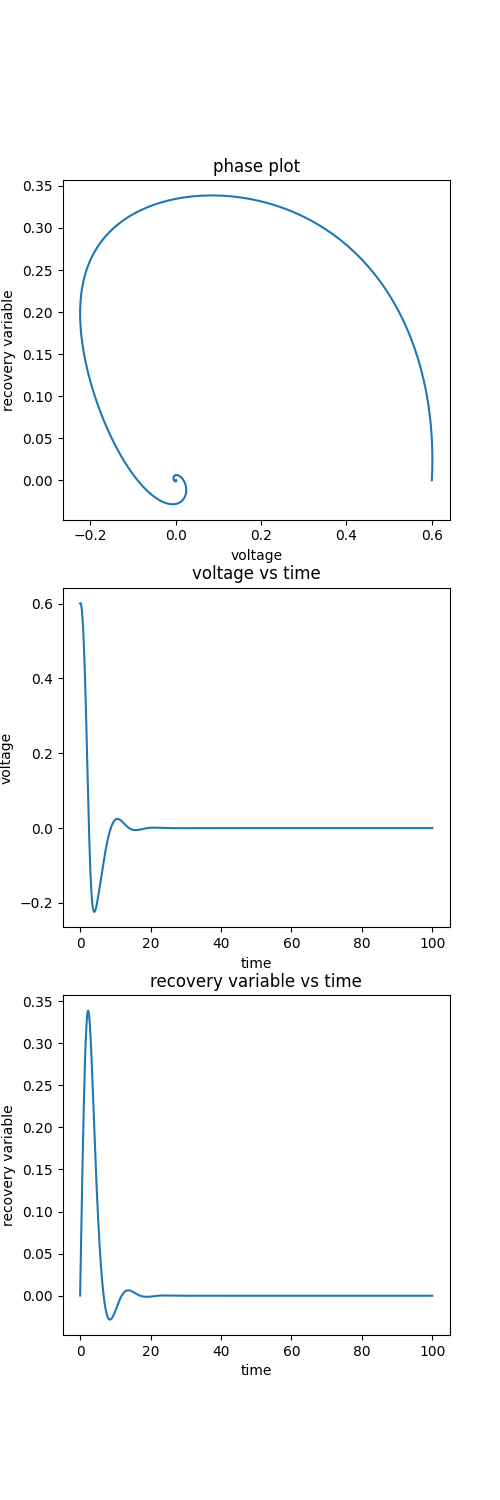 phase plot
0.35
0.30
0.25
0.20
0.15
0.10
0.05
0.00
recovery variable
−0.2 0.0 0.2 0.4 0.6
voltage
voltage vs time
0.6
0.4
0.2
0.0
−0.2
voltage
0 20 40 60 80 100
time
recovery variable vs time
0.35
0.30
0.25
0.20
0.15
0.10
0.05
0.00
recovery variable
0 20 40 60 80 100
time